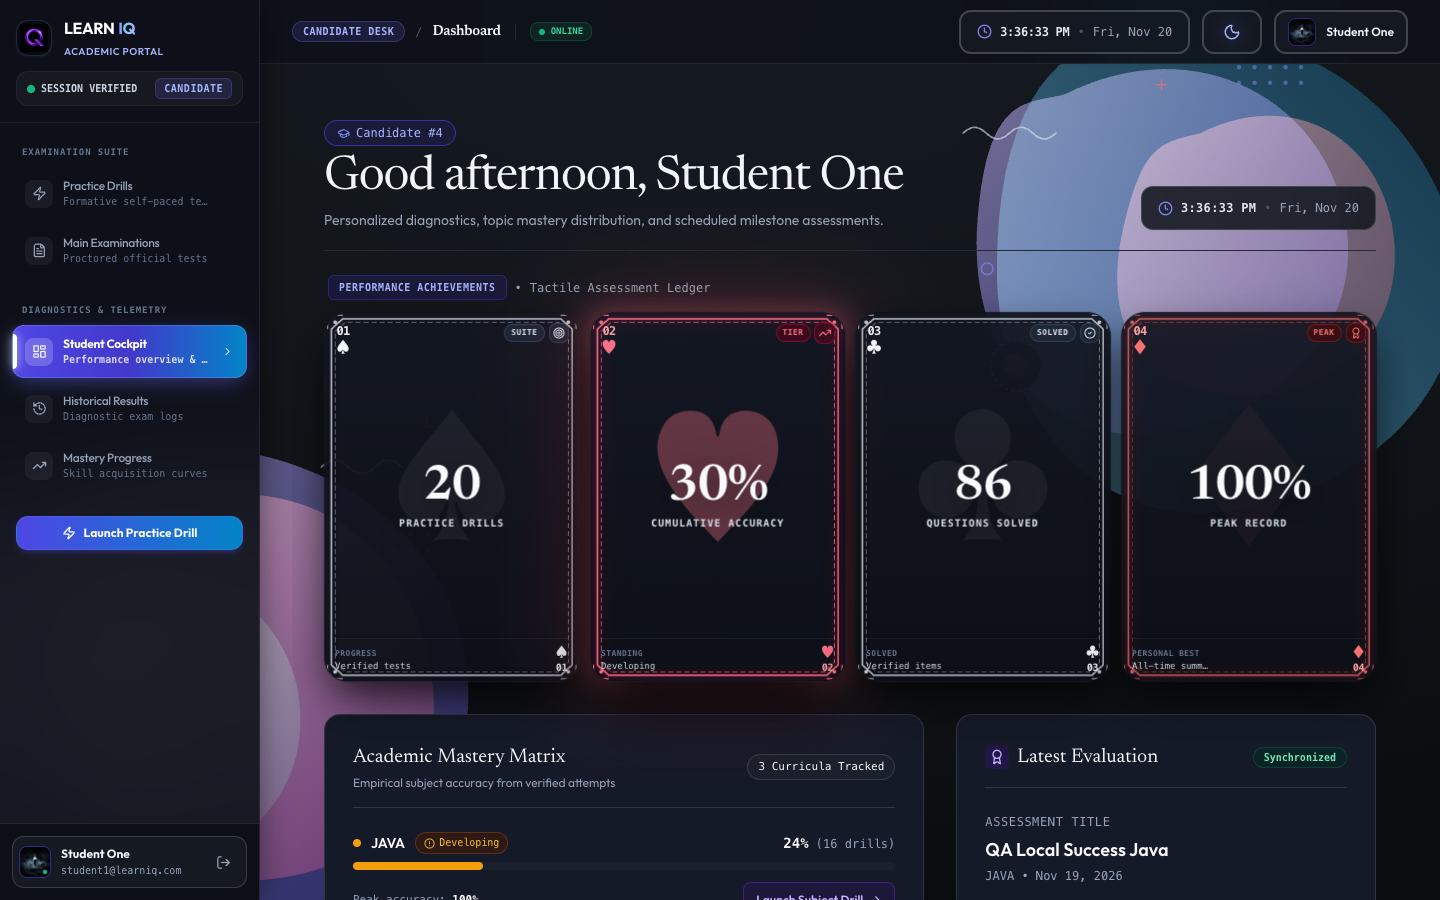 LEARN IQ
ACADEMIC PORTAL
SESSION VERIFIED
CANDIDATE
EXAMINATION SUITE
Practice Drills
Formative self-paced te…
Main Examinations
Proctored official tests
DIAGNOSTICS & TELEMETRY
Student Cockpit
Performance overview & …
Historical Results
Diagnostic exam logs
Mastery Progress
Skill acquisition curves
Launch Practice Drill
Student One
student1@learniq.com
CANDIDATE DESK / Dashboard
ONLINE
3:36:33 PM • Fri, Nov 20
Student One
Candidate #4
Good afternoon, Student One
Personalized diagnostics, topic mastery distribution, and scheduled milestone assessments.
3:36:33 PM • Fri, Nov 20
PERFORMANCE ACHIEVEMENTS • Tactile Assessment Ledger
01
SUITE
20
PRACTICE DRILLS
PROGRESS
Verified tests
01
02
TIER
30%
CUMULATIVE ACCURACY
STANDING
Developing
02
03
SOLVED
86
QUESTIONS SOLVED
SOLVED
Verified items
03
04
PEAK
100%
PEAK RECORD
PERSONAL BEST
All-time summ…
04
Academic Mastery Matrix
Empirical subject accuracy from verified attempts
3 Curricula Tracked
JAVA
Developing
24% (16 drills)
Peak accuracy: 100%
Launch Subject Drill
Latest Evaluation
Synchronized
ASSESSMENT TITLE
QA Local Success Java
JAVA • Nov 19, 2026